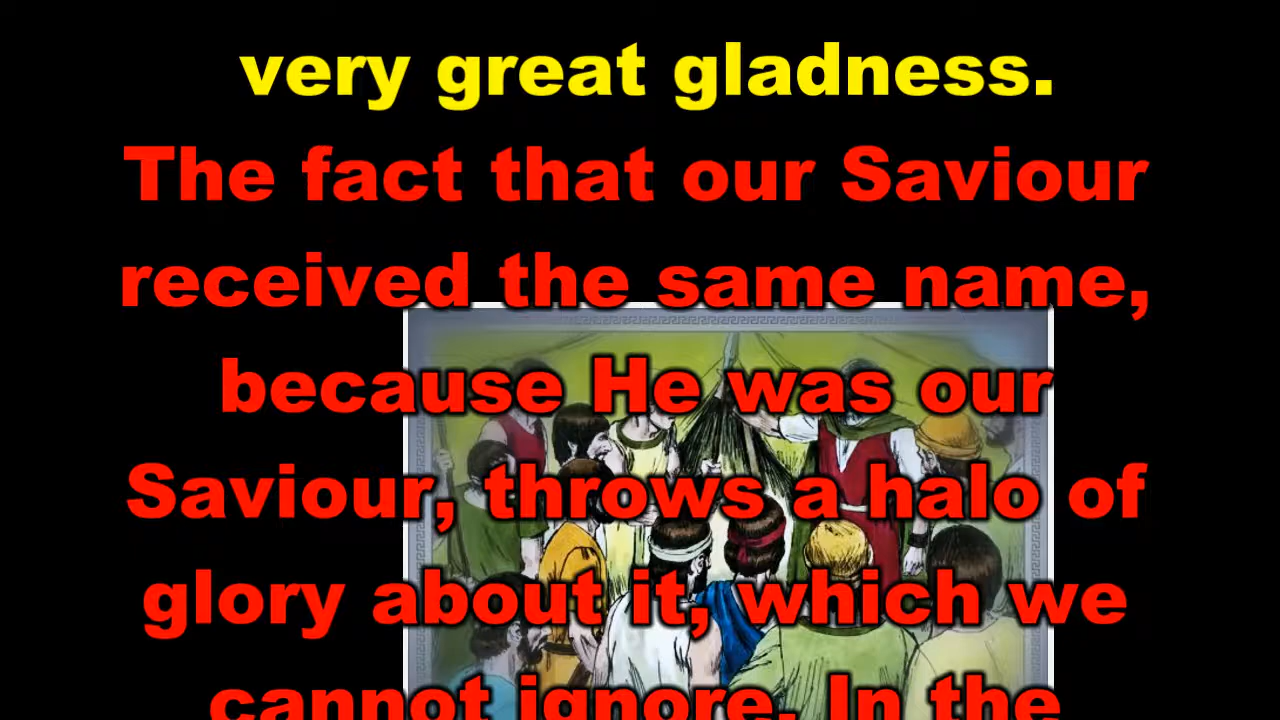 very great gladness.
The fact that our Saviour
received the same name,
because He was our
Saviour, throws a halo of
glory about it, which we
cannot ignore. In the